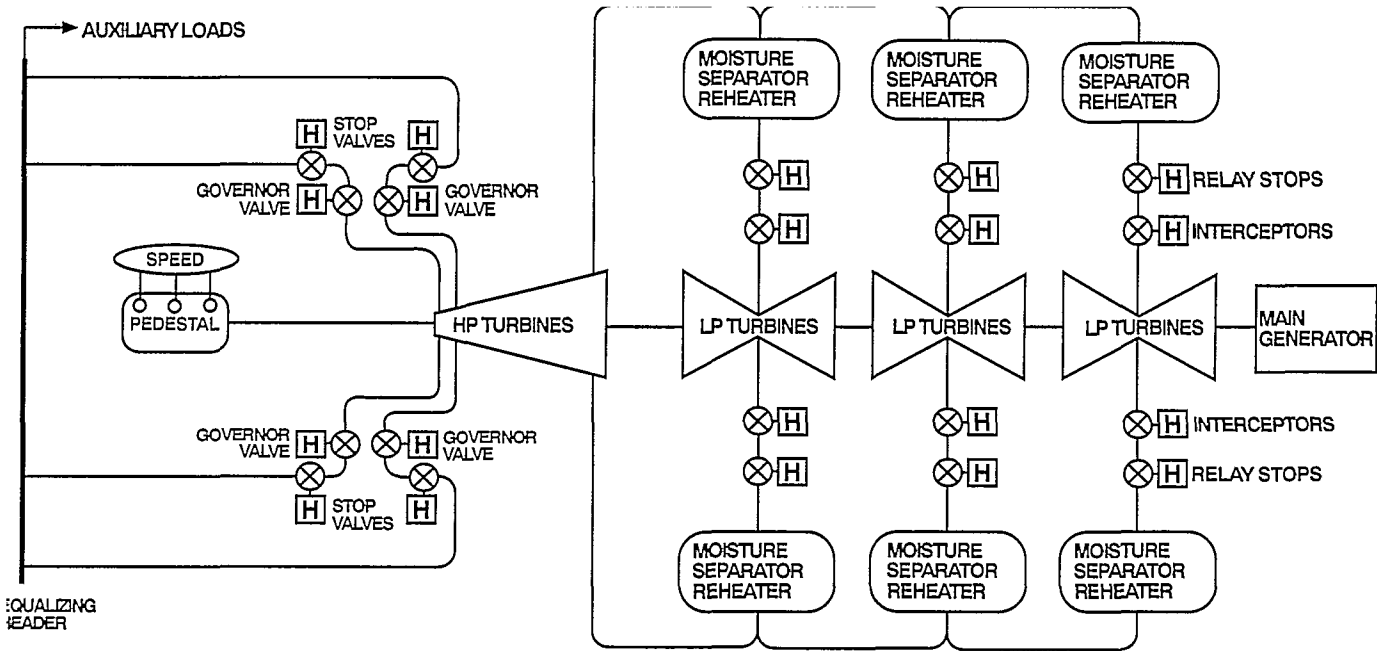 AUXILIARY LOADS
MOISTURE
SEPARATOR
REHEATER
MOISTURE
SEPARATOR
REHEATER
MOISTURE
SEPARATOR
REHEATER
H
STOP
VALVES
H
H
H
H
RELAY STOPS
GOVERNOR
VALVE
H
H
GOVERNOR
VALVE
H
H
H
INTERCEPTORS
SPEED
PEDESTAL
HP TURBINES
LP TURBINES
LP TURBINES
LP TURBINES
MAIN
GENERATOR
H
H
H
INTERCEPTORS
GOVERNOR
VALVE
H
H
GOVERNOR
VALVE
H
H
H
RELAY STOPS
H
STOP
VALVES
H
MOISTURE
SEPARATOR
REHEATER
MOISTURE
SEPARATOR
REHEATER
MOISTURE
SEPARATOR
REHEATER
EQUALIZING
HEADER